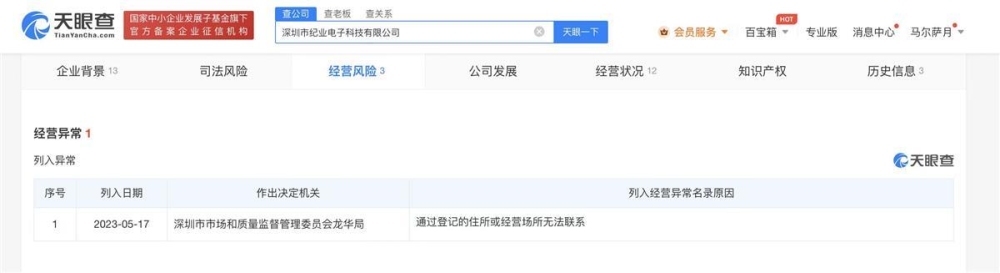 天眼查
TianYanCha.com
国家中小企业发展子基金旗下
官方备案企业征信机构
查公司 查老板 查关系
深圳市纪业电子科技有限公司
天眼一下
会员服务 百宝箱 HOT 专业版 消息中心 马尔萨月
企业背景 13 司法风险 经营风险 3 公司发展 经营状况 12 知识产权 历史信息 3
经营异常 1
列入异常
天眼查
序号 列入日期 作出决定机关 列入经营异常名录原因
1 2023-05-17 深圳市市场和质量监督管理委员会龙华局 通过登记的住所或经营场所无法联系